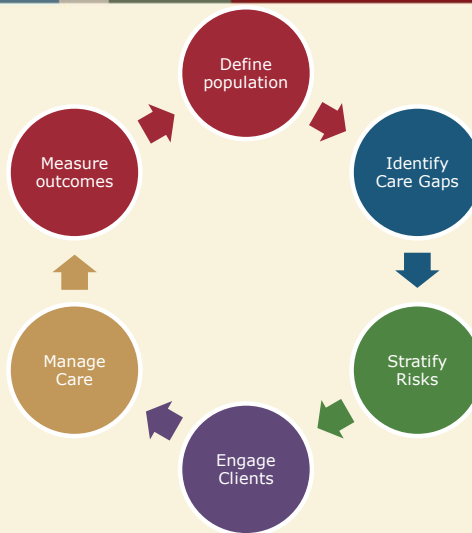 Define
population
Identify
Care Gaps
Stratify
Risks
Engage
Clients
Manage
Care
Measure
outcomes